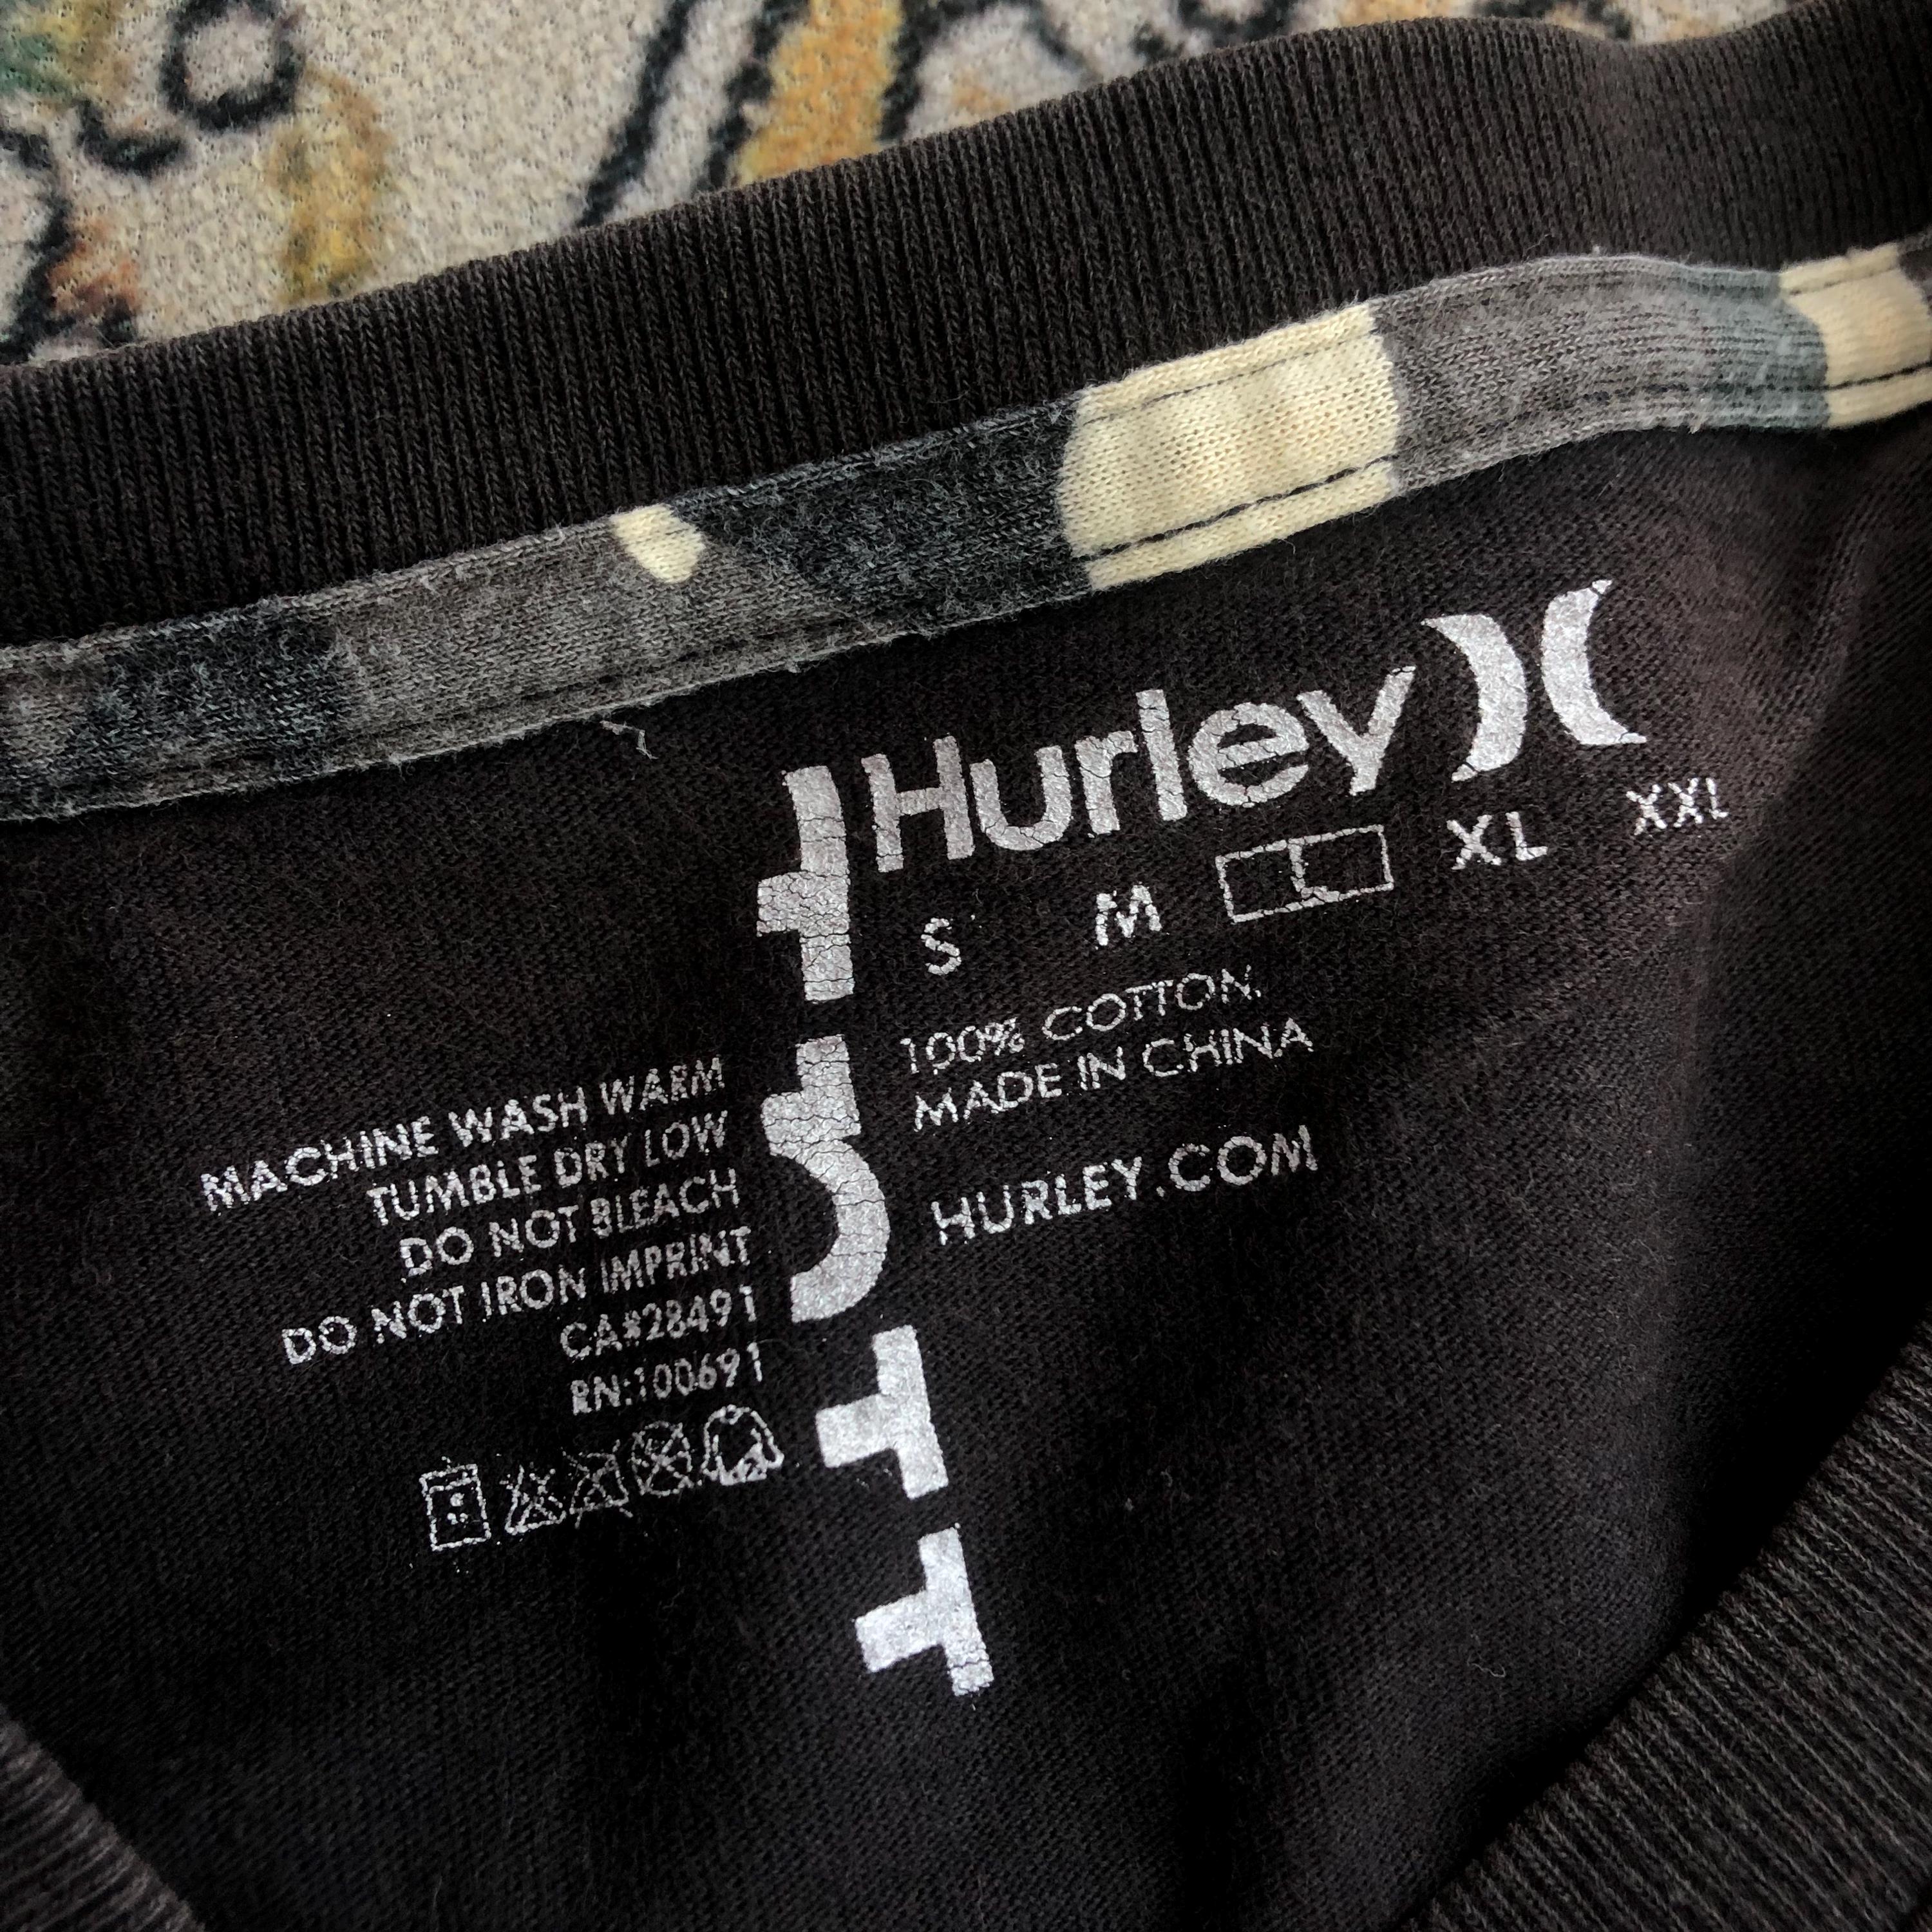 Hurley
S M L XL XXL
100% COTTON.
MADE IN CHINA
HURLEY.COM
MACHINE WASH WARM
TUMBLE DRY LOW
DO NOT BLEACH
DO NOT IRON IMPRINT
CA#28491
RN:100691